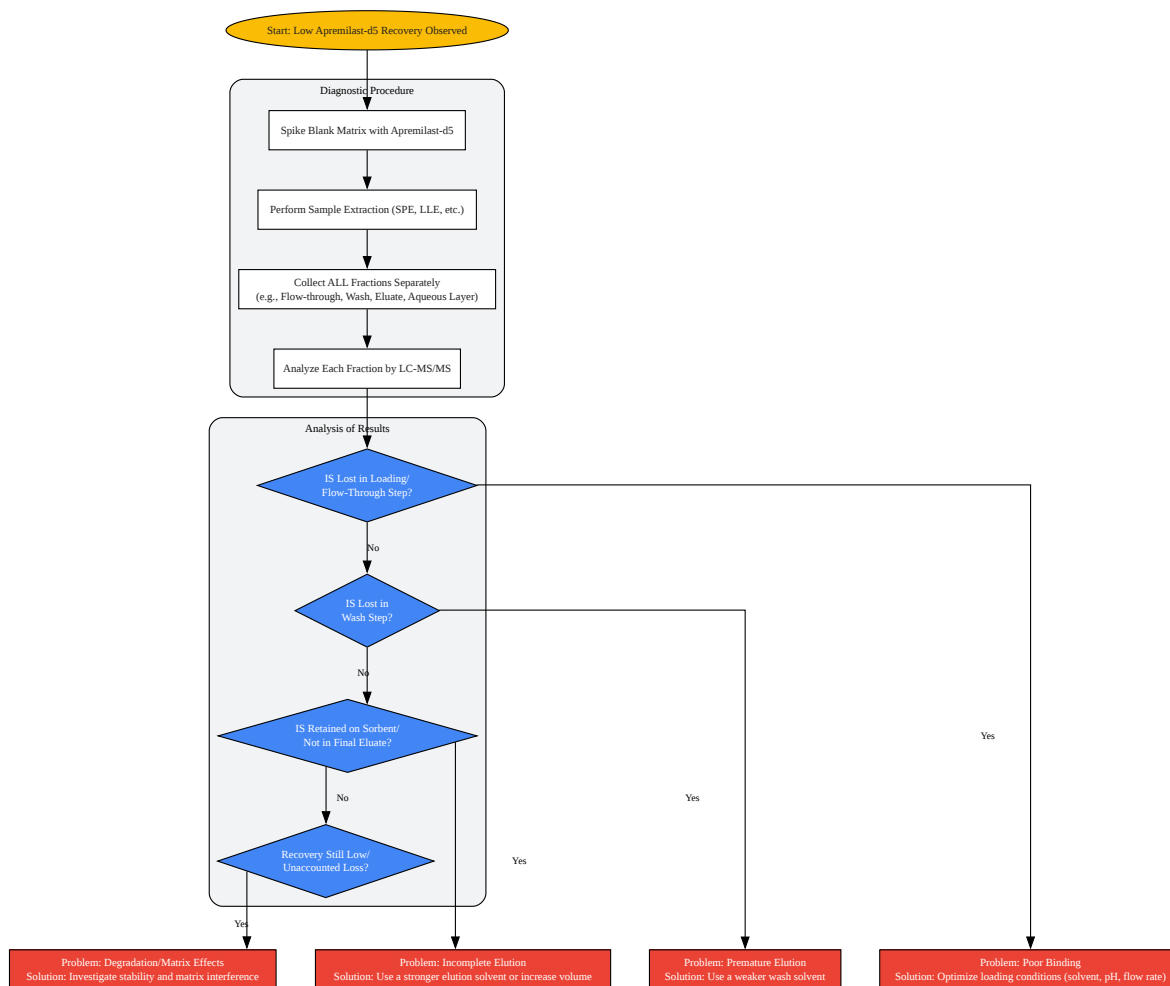 Start: Low Apremilast-d5 Recovery Observed
Diagnostic Procedure
Spike Blank Matrix with Apremilast-d5
Perform Sample Extraction (SPE, LLE, etc.)
Collect ALL Fractions Separately
(e.g., Flow-through, Wash, Eluate, Aqueous Layer)
Analyze Each Fraction by LC-MS/MS
Analysis of Results
IS Lost in Loading/
Flow-Through Step?
No
IS Lost in
Wash Step?
No
IS Retained on Sorbent/
Not in Final Eluate?
Yes
No
Yes
Recovery Still Low/
Unaccounted Loss?
Yes
Yes
Problem: Degradation/Matrix Effects
Solution: Investigate stability and matrix interference
Problem: Incomplete Elution
Solution: Use a stronger elution solvent or increase volume
Problem: Premature Elution
Solution: Use a weaker wash solvent
Problem: Poor Binding
Solution: Optimize loading conditions (solvent, pH, flow rate)